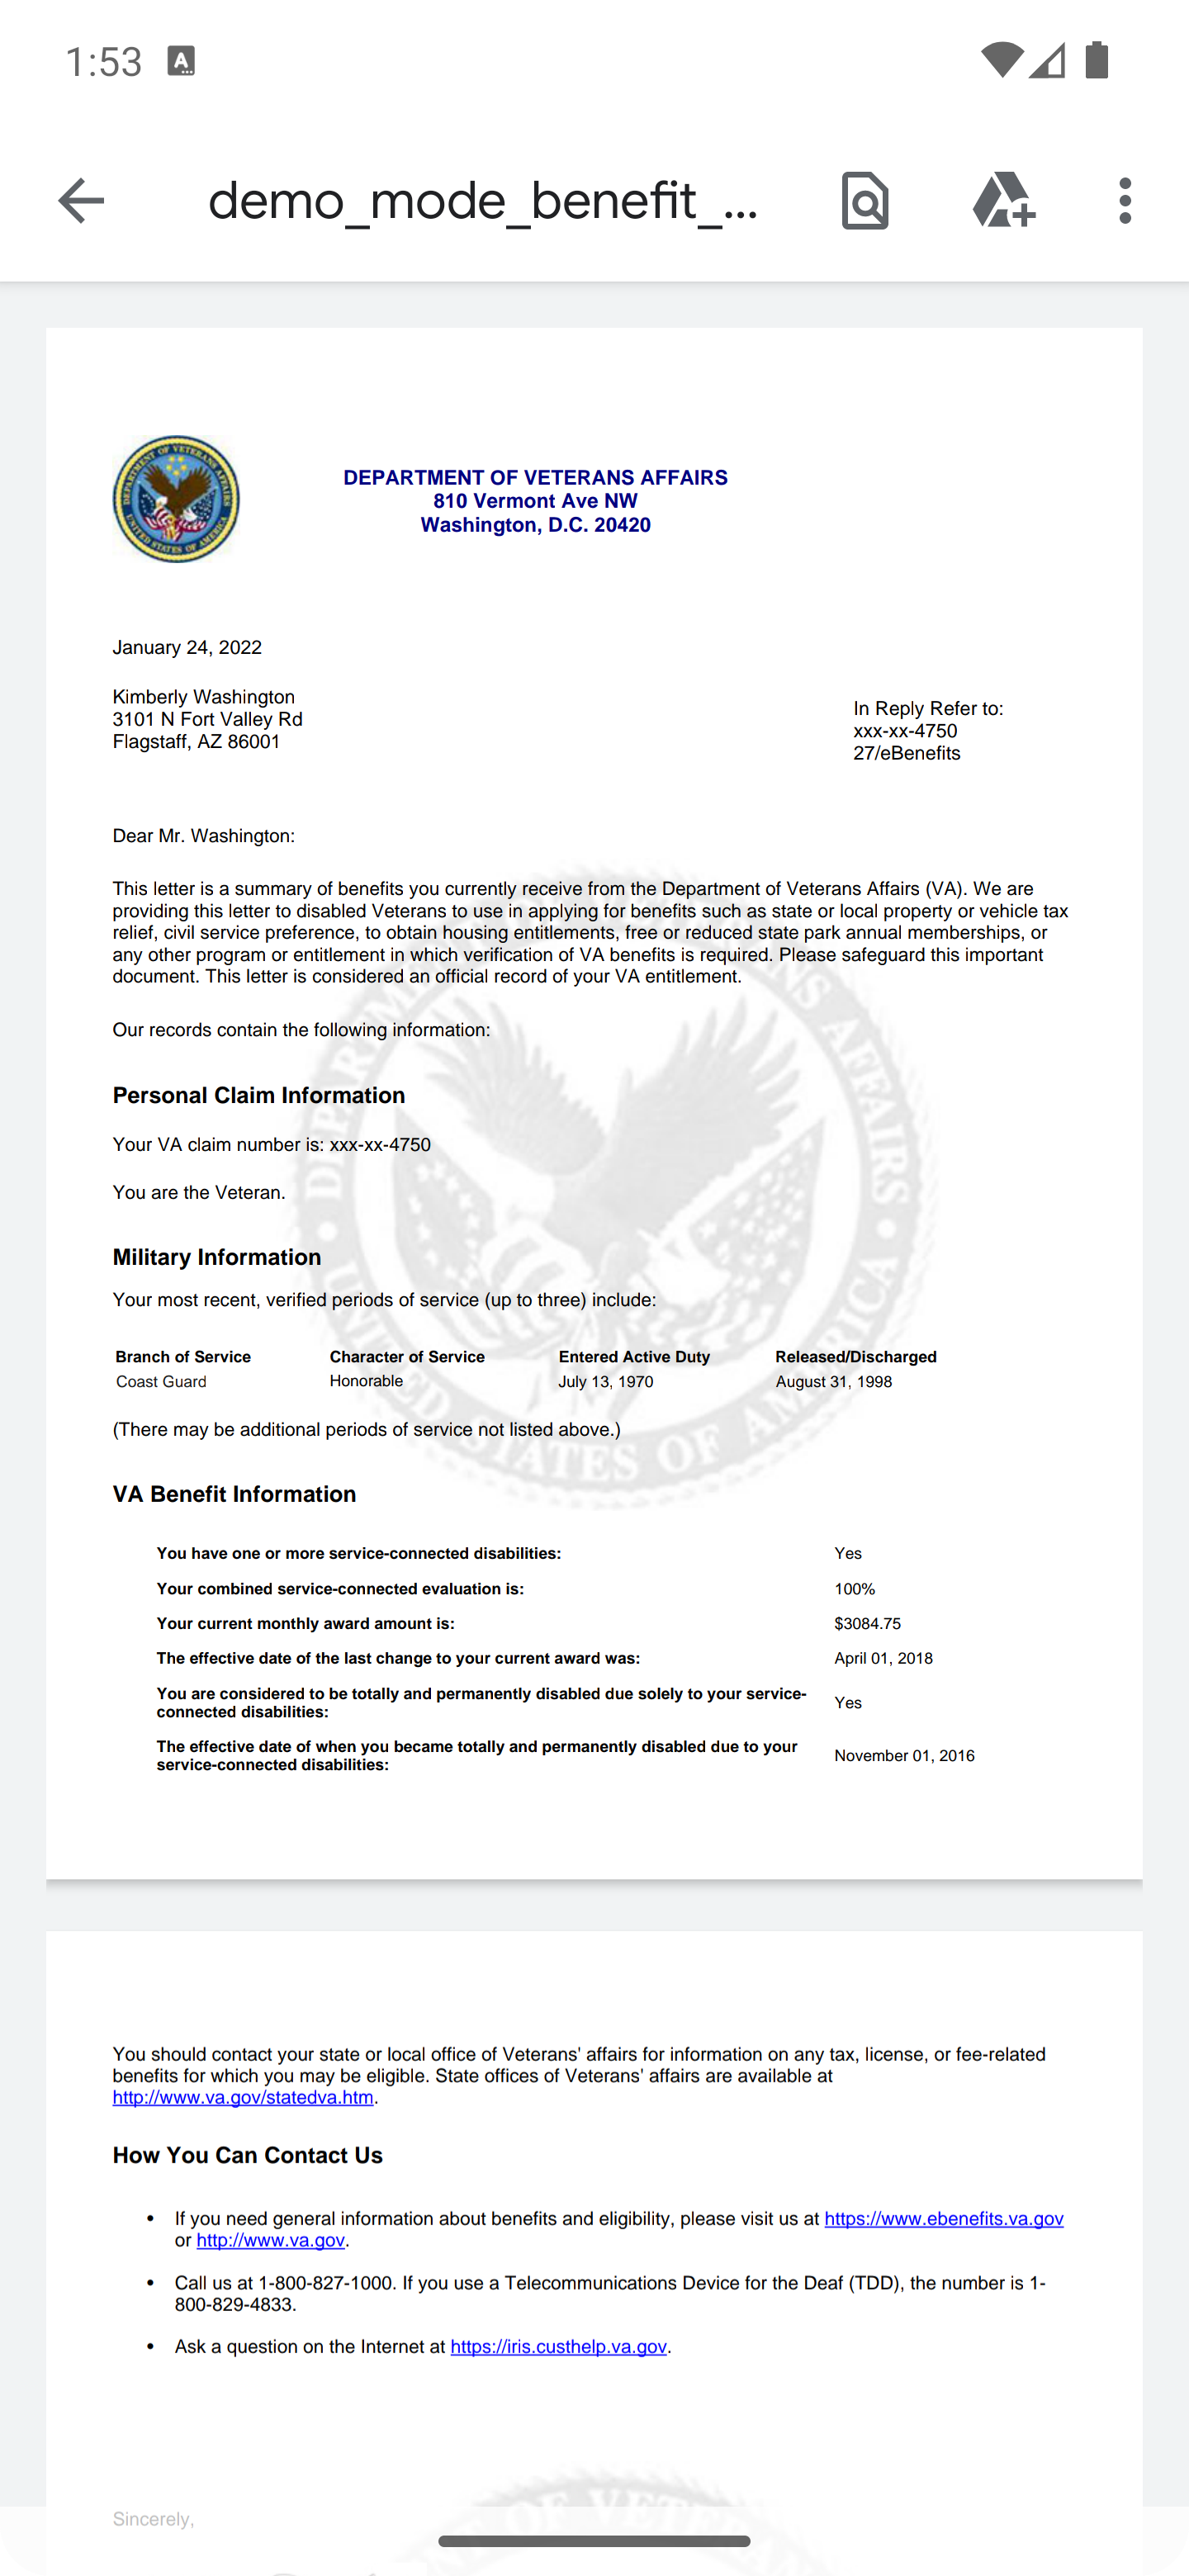 1:53 A
demo_mode_benefit_...
DEPARTMENT OF VETERANS AFFAIRS
UNITED STATES OF AMERICA
DEPARTMENT OF VETERANS AFFAIRS
810 Vermont Ave NW
Washington, D.C. 20420
January 24, 2022
Kimberly Washington
3101 N Fort Valley Rd
Flagstaff, AZ 86001
In Reply Refer to:
xxx-xx-4750
27/eBenefits
Dear Mr. Washington:
This letter is a summary of benefits you currently receive from the Department of Veterans Affairs (VA). We are
providing this letter to disabled Veterans to use in applying for benefits such as state or local property or vehicle tax
relief, civil service preference, to obtain housing entitlements, free or reduced state park annual memberships, or
any other program or entitlement in which verification of VA benefits is required. Please safeguard this important
document. This letter is considered an official record of your VA entitlement.
Our records contain the following information:
Personal Claim Information
Your VA claim number is: xxx-xx-4750
You are the Veteran.
Military Information
Your most recent, verified periods of service (up to three) include:
Branch of Service Character of Service Entered Active Duty Released/Discharged
Coast Guard Honorable July 13, 1970 August 31, 1998
(There may be additional periods of service not listed above.)
VA Benefit Information
You have one or more service-connected disabilities: Yes
Your combined service-connected evaluation is: 100%
Your current monthly award amount is: $3084.75
The effective date of the last change to your current award was: April 01, 2018
You are considered to be totally and permanently disabled due solely to your service-
connected disabilities: Yes
The effective date of when you became totally and permanently disabled due to your
service-connected disabilities: November 01, 2016
You should contact your state or local office of Veterans' affairs for information on any tax, license, or fee-related
benefits for which you may be eligible. State offices of Veterans' affairs are available at
http://www.va.gov/statedva.htm.
How You Can Contact Us
• If you need general information about benefits and eligibility, please visit us at https://www.ebenefits.va.gov
or http://www.va.gov.
• Call us at 1-800-827-1000. If you use a Telecommunications Device for the Deaf (TDD), the number is 1-
800-829-4833.
• Ask a question on the Internet at https://iris.custhelp.va.gov.
Sincerely,